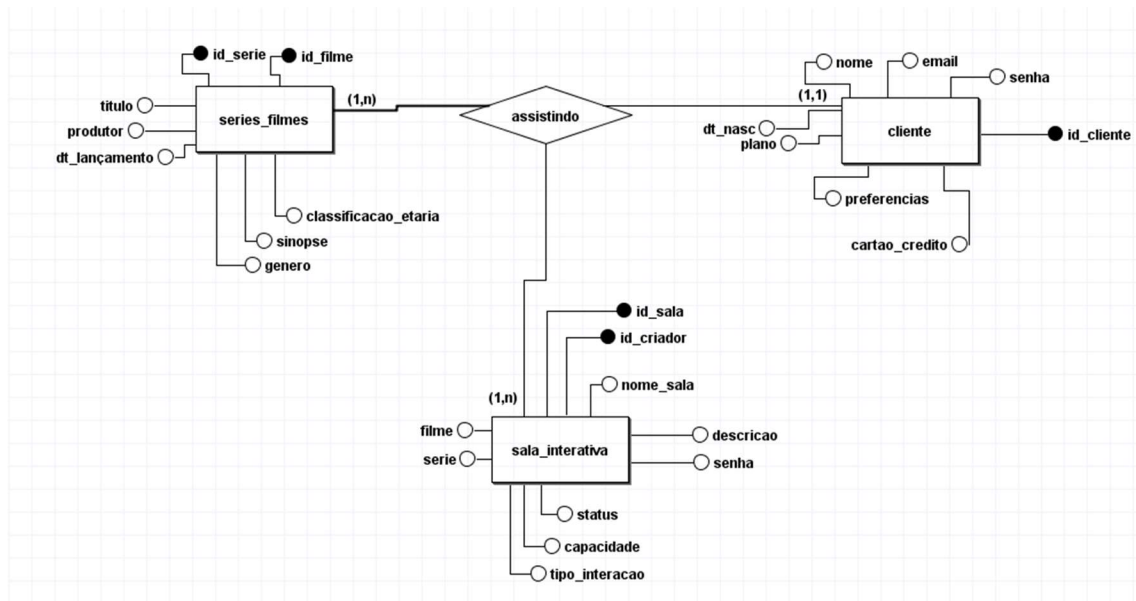 id_serie
id_filme
titulo
produtor
dt_lançamento
series_filmes
(1,n)
classificacao_etaria
sinopse
genero
assistindo
(1,1)
nome
email
senha
dt_nasc
plano
cliente
id_cliente
preferencias
cartao_credito
id_sala
id_criador
nome_sala
(1,n)
filme
serie
sala_interativa
descricao
senha
status
capacidade
tipo_interacao